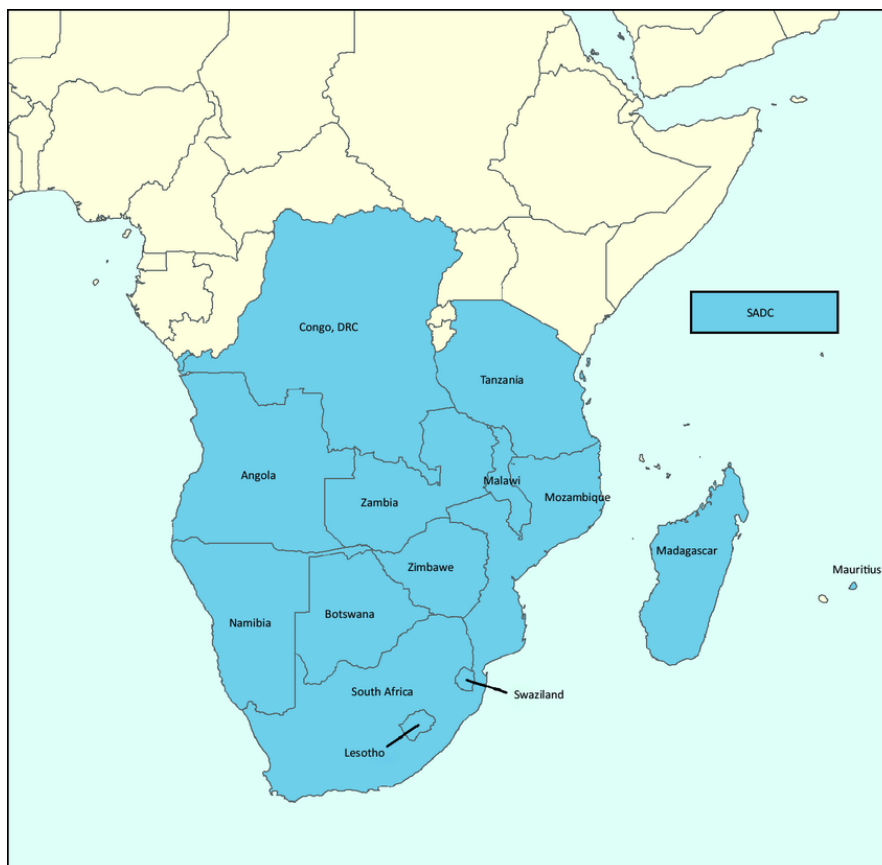 SADC
Congo, DRC
Tanzania
Angola
Malawi
Zambia
Mozambique
Madagascar
Zimbawe
Mauritius
Botswana
Namibia
South Africa
Swaziland
Lesotho